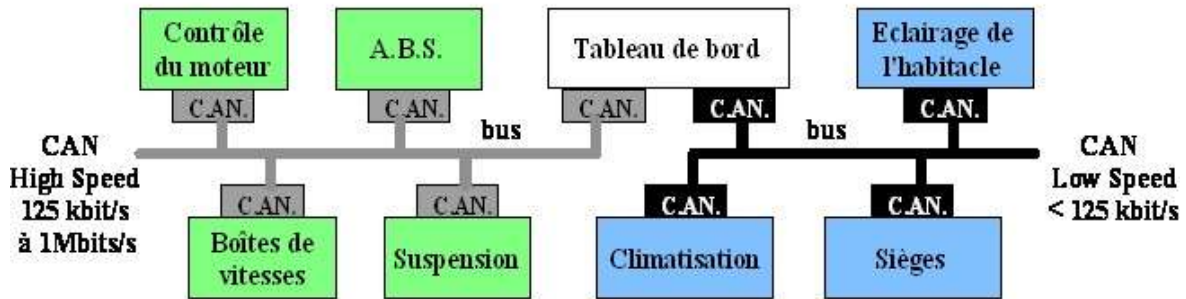 Contrôle
du moteur
A.B.S.
Tableau de bord
Eclairage de
l'habitacle
C.AN.
C.AN.
C.AN.
C.AN.
C.AN.
bus
bus
CAN
High Speed
125 kbit/s
à 1Mbits/s
CAN
Low Speed
< 125 kbit/s
C.AN.
C.AN.
C.AN.
C.AN.
Boîtes de
vitesses
Suspension
Climatisation
Sièges